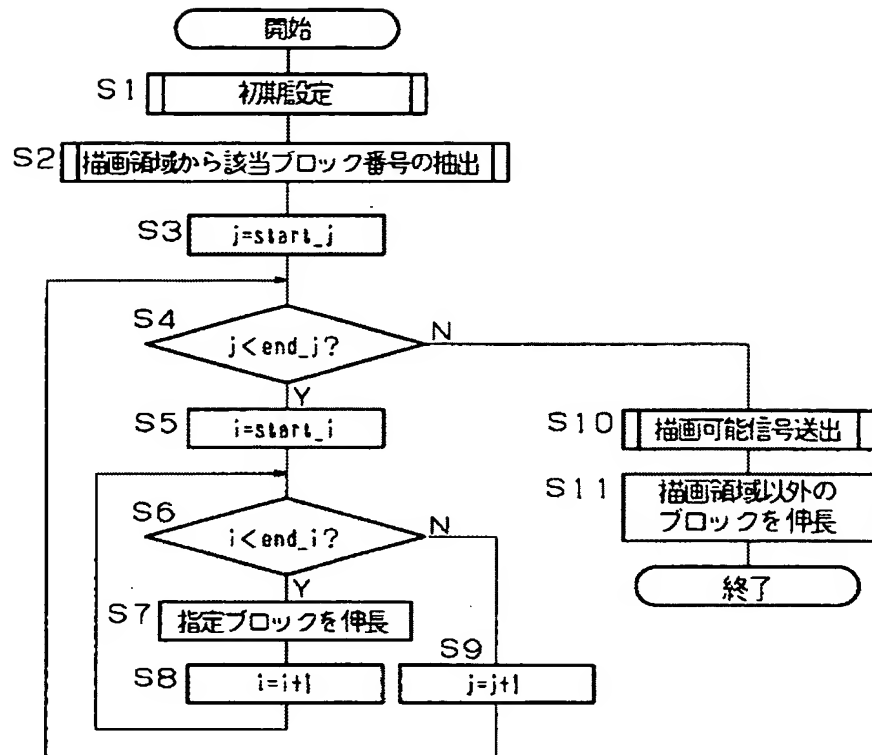 開始
S1
初期設定
S2
描画領域から該当ブロック番号の抽出
S3
j=start_j
S4
j<end_j?
N
Y
S5
i=start_i
S6
i<end_i?
N
Y
S7
指定ブロックを伸長
S8
i=i+1
S9
j=j+1
S10
描画可能信号送出
S11
描画領域以外の
ブロックを伸長
終了